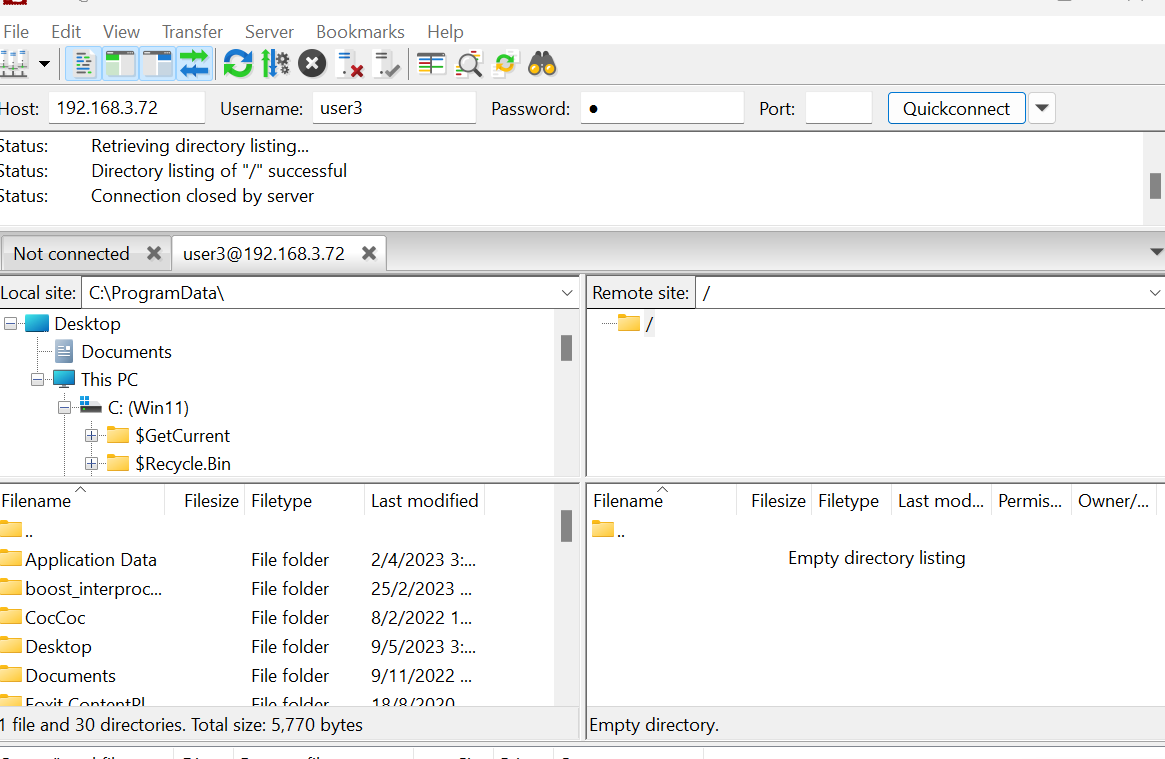 File Edit View Transfer Server Bookmarks Help
Host: 192.168.3.72 Username: user3 Password: ● Port: Quickconnect
Status: Retrieving directory listing...
Status: Directory listing of "/" successful
Status: Connection closed by server
Not connected user3@192.168.3.72
Local site: C:\ProgramData\
Desktop
Documents
This PC
C: (Win11)
$GetCurrent
$Recycle.Bin
Remote site: /
/
Filename Filesize Filetype Last modified
..
Application Data File folder 2/4/2023 3:...
boost_interproc... File folder 25/2/2023 ...
CocCoc File folder 8/2/2022 1...
Desktop File folder 9/5/2023 3:...
Documents File folder 9/11/2022 ...
Foxit ContentPl File folder 18/8/2020
1 file and 30 directories. Total size: 5,770 bytes
Filename Filesize Filetype Last mod... Permis... Owner/...
..
Empty directory listing
Empty directory.